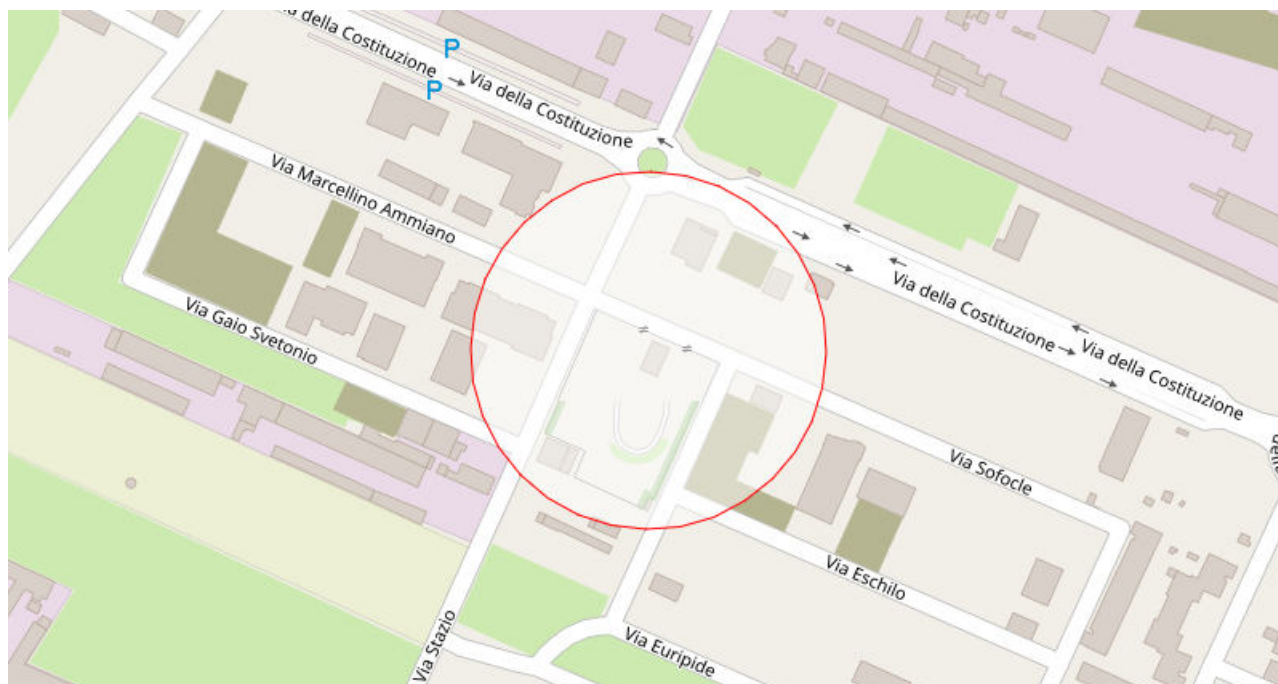 a della Costituzione
P
P
Via della Costituzione
Via Marcellino Ammiano
Via della Costituzione
Via Gaio Svetonio
Via della Costituzione
Via Sofocle
Via Eschilo
Via Stazio
Via Euripide